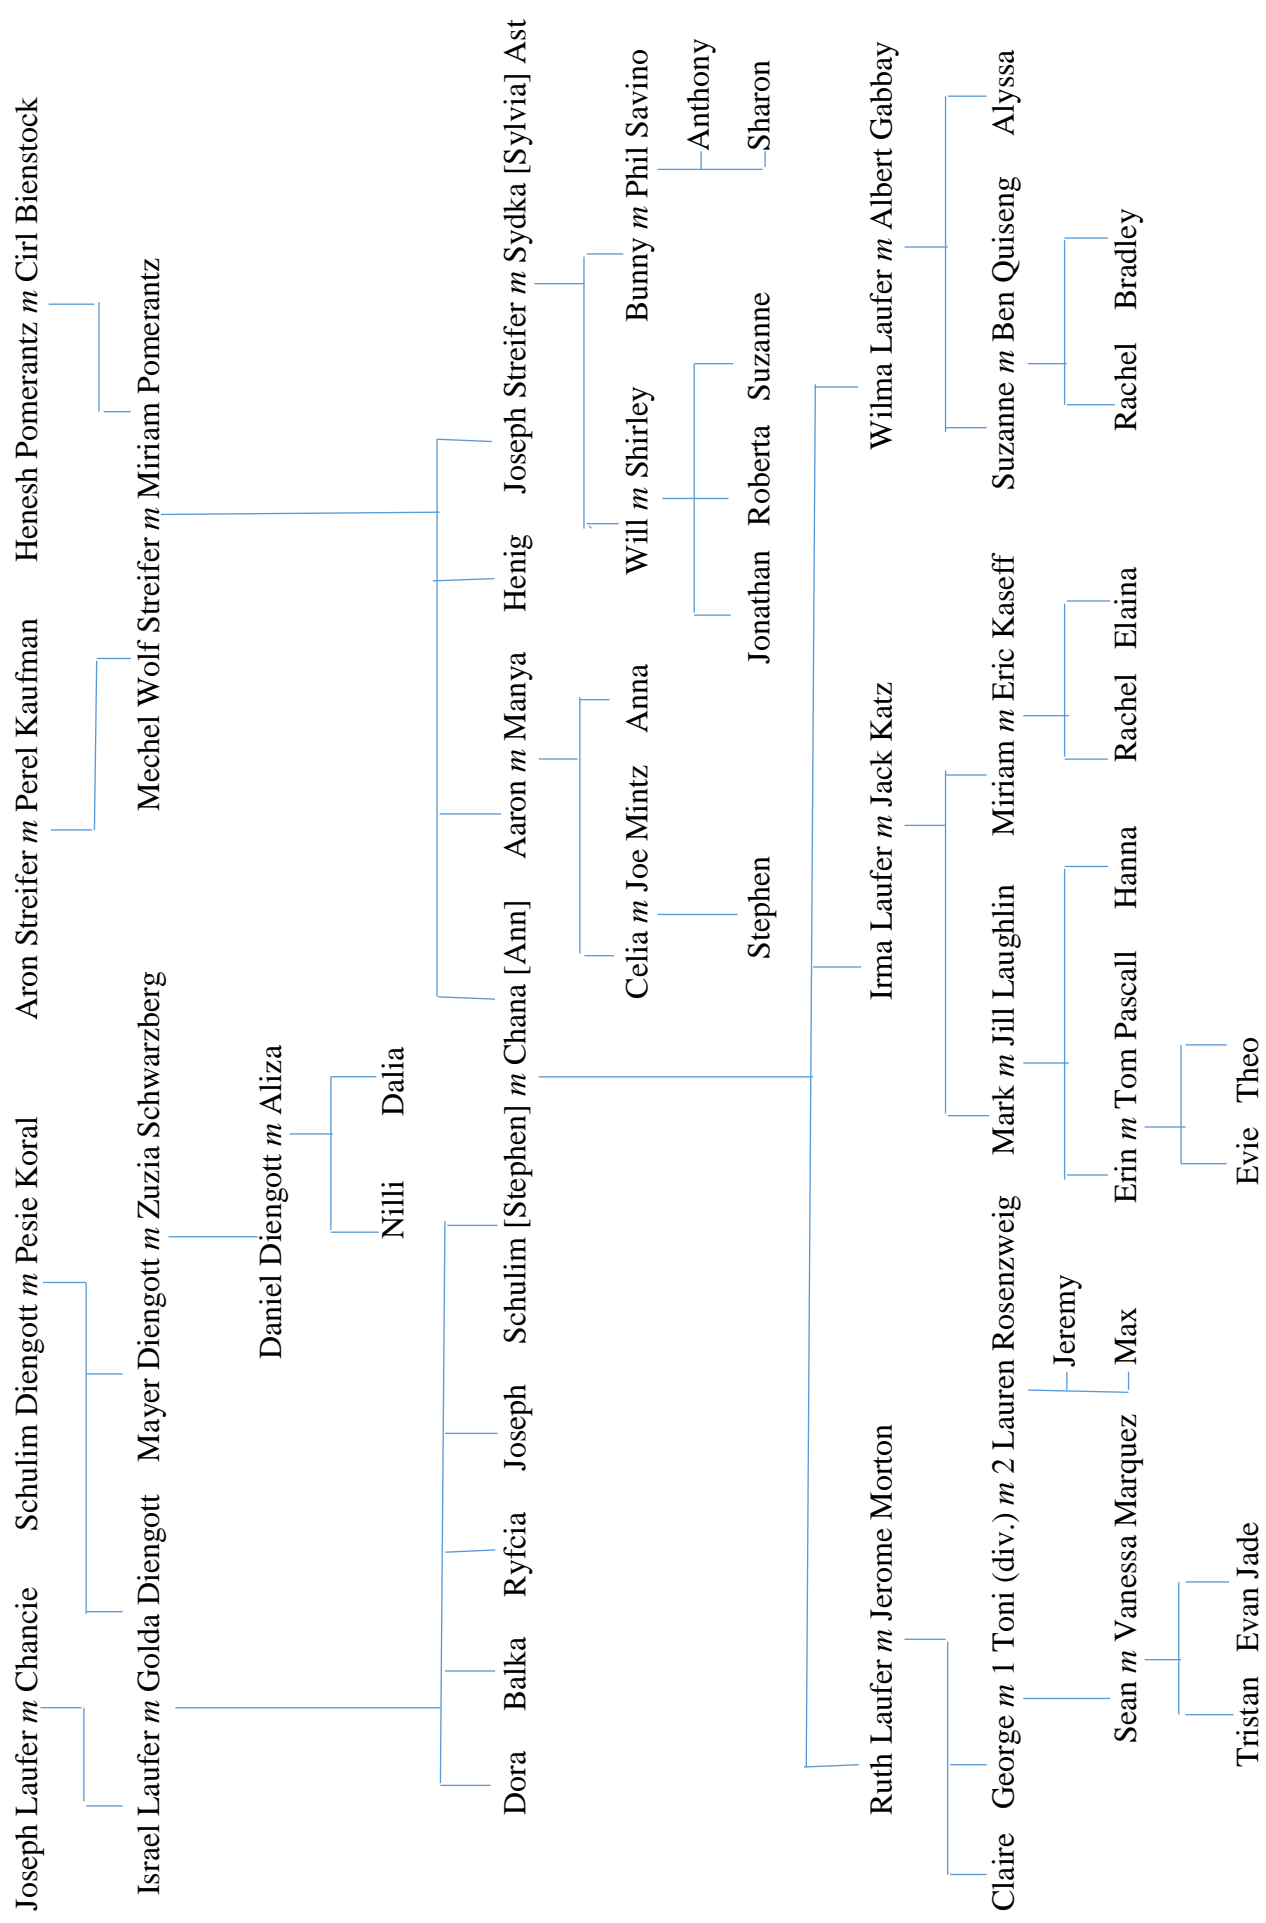 Joseph Laufer m Chancie
Schulim Diengott m Pesie Koral
Aron Streifer m Perel Kaufman
Henesh Pomerantz m Cirl Bienstock
Israel Laufer m Golda Diengott
Mayer Diengott m Zuzia Schwarzberg
Mechel Wolf Streifer m Miriam Pomerantz
Daniel Diengott m Aliza
Nilli
Dalia
Dora
Balka
Ryfcia
Joseph
Schulim [Stephen] m Chana [Ann]
Aaron m Manya
Henig
Joseph Streifer m Sydka [Sylvia] Ast
Celia m Joe Mintz
Anna
Will m Shirley
Bunny m Phil Savino
Anthony
Sharon
Stephen
Jonathan
Roberta
Suzanne
Ruth Laufer m Jerome Morton
Irma Laufer m Jack Katz
Wilma Laufer m Albert Gabbay
Claire
George m 1 Toni (div.) m 2 Lauren Rosenzweig
Mark m Jill Laughlin
Miriam m Eric Kaseff
Suzanne m Ben Quiseng
Alyssa
Jeremy
Max
Sean m Vanessa Marquez
Erin m Tom Pascall
Hanna
Rachel
Elaina
Rachel
Bradley
Tristan
Evan Jade
Evie
Theo